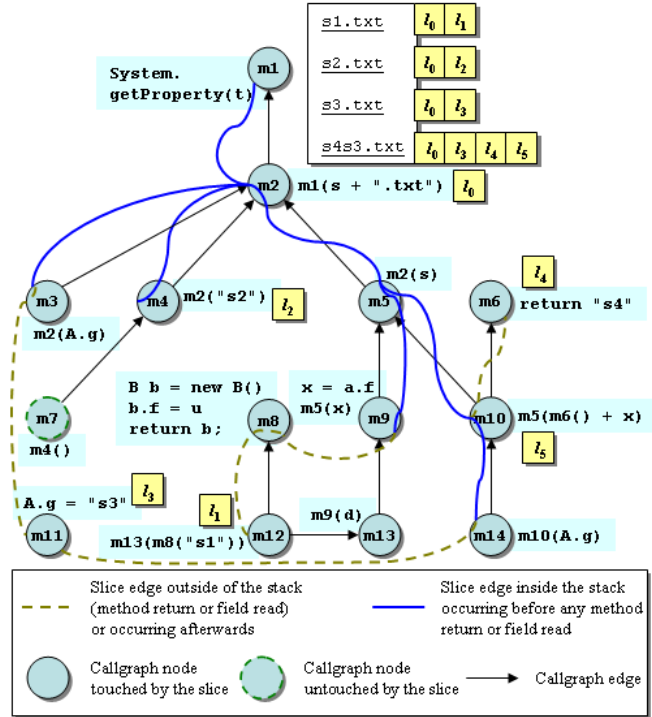 s1.txt l0 l1
m1
System.
getProperty(t)
s2.txt l0 l2
s3.txt l0 l3
s4s3.txt l0 l3 l4 l5
m2 m1(s + ".txt") l0
m2(s)
l4
m3
m4 m2("s2") l2
m5
m6 return "s4"
m2(A.g)
B b = new B()
b.f = u
return b;
x = a.f
m5(x)
m7
m8
m9
m10 m5(m6() + x)
m4()
l5
A.g = "s3" l3
l1
m9(d)
m11
m13(m8("s1"))
m12
m13
m14 m10(A.g)
Slice edge outside of the stack
(method return or field read)
or occurring afterwards
Slice edge inside the stack
occurring before any method
return or field read
Callgraph node
touched by the slice
Callgraph node
untouched by the slice
Callgraph edge